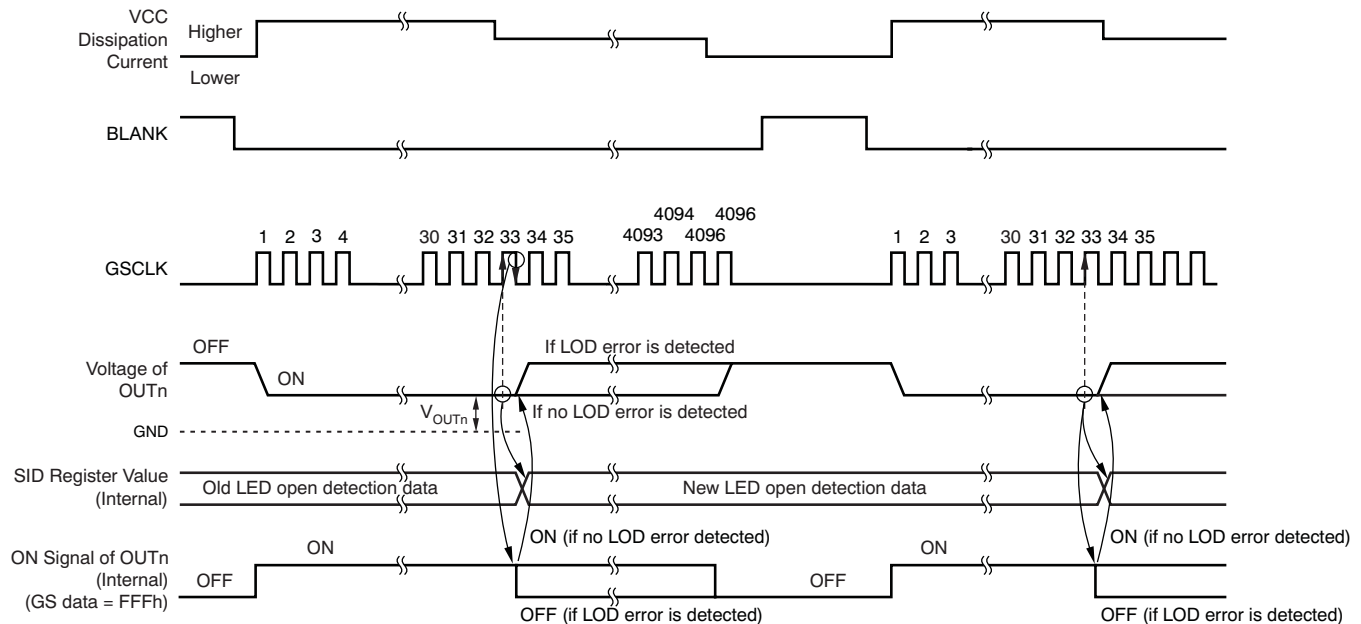 VCC
Dissipation
Current
Higher
Lower
BLANK
GSCLK
1 2 3 4
30 31 32 33 34 35
4093
4094
4096
4096
1 2 3
30 31 32 33 34 35
Voltage of
OUTn
OFF
ON
If LOD error is detected
VOUTn
If no LOD error is detected
GND
SID Register Value
(Internal)
Old LED open detection data
New LED open detection data
ON Signal of OUTn
(Internal)
(GS data = FFFh)
OFF
ON
ON (if no LOD error detected)
OFF (if LOD error is detected)
OFF
ON
ON (if no LOD error detected)
OFF (if LOD error is detected)